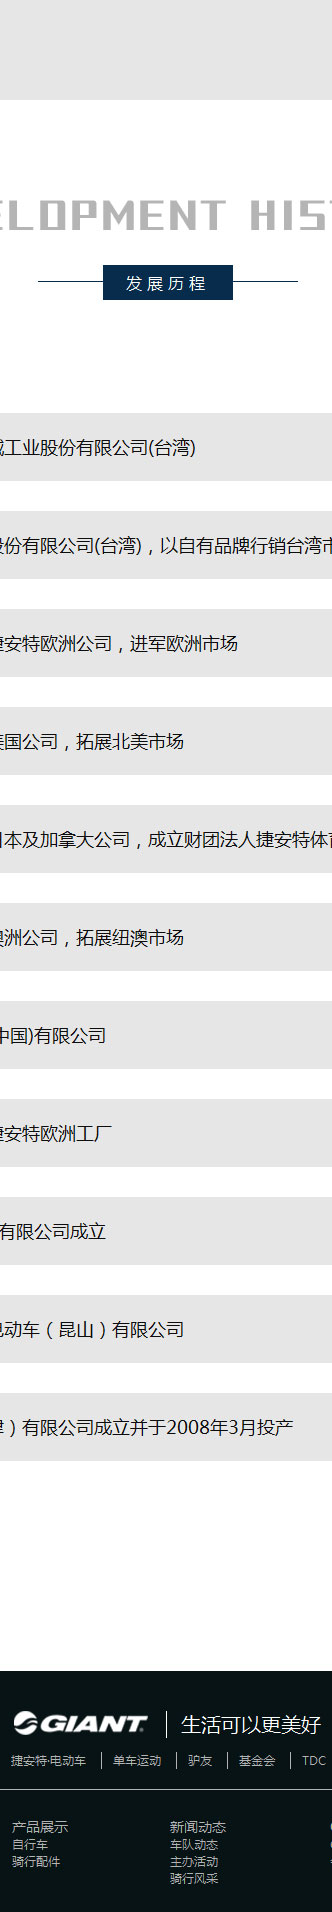 ELOPMENT HIS
发展历程
工业股份有限公司(台湾)
份有限公司(台湾)，以自有品牌行销台湾市
捷安特欧洲公司，进军欧洲市场
美国公司，拓展北美市场
日本及加拿大公司，成立财团法人捷安特体育
澳洲公司，拓展纽澳市场
中国)有限公司
捷安特欧洲工厂
有限公司成立
电动车（昆山）有限公司
）有限公司成立并于2008年3月投产
GIANT 生活可以更美好
捷安特·电动车 单车运动 驴友 基金会 TDC
产品展示 新闻动态
自行车 车队动态
骑行配件 主办活动
骑行风采